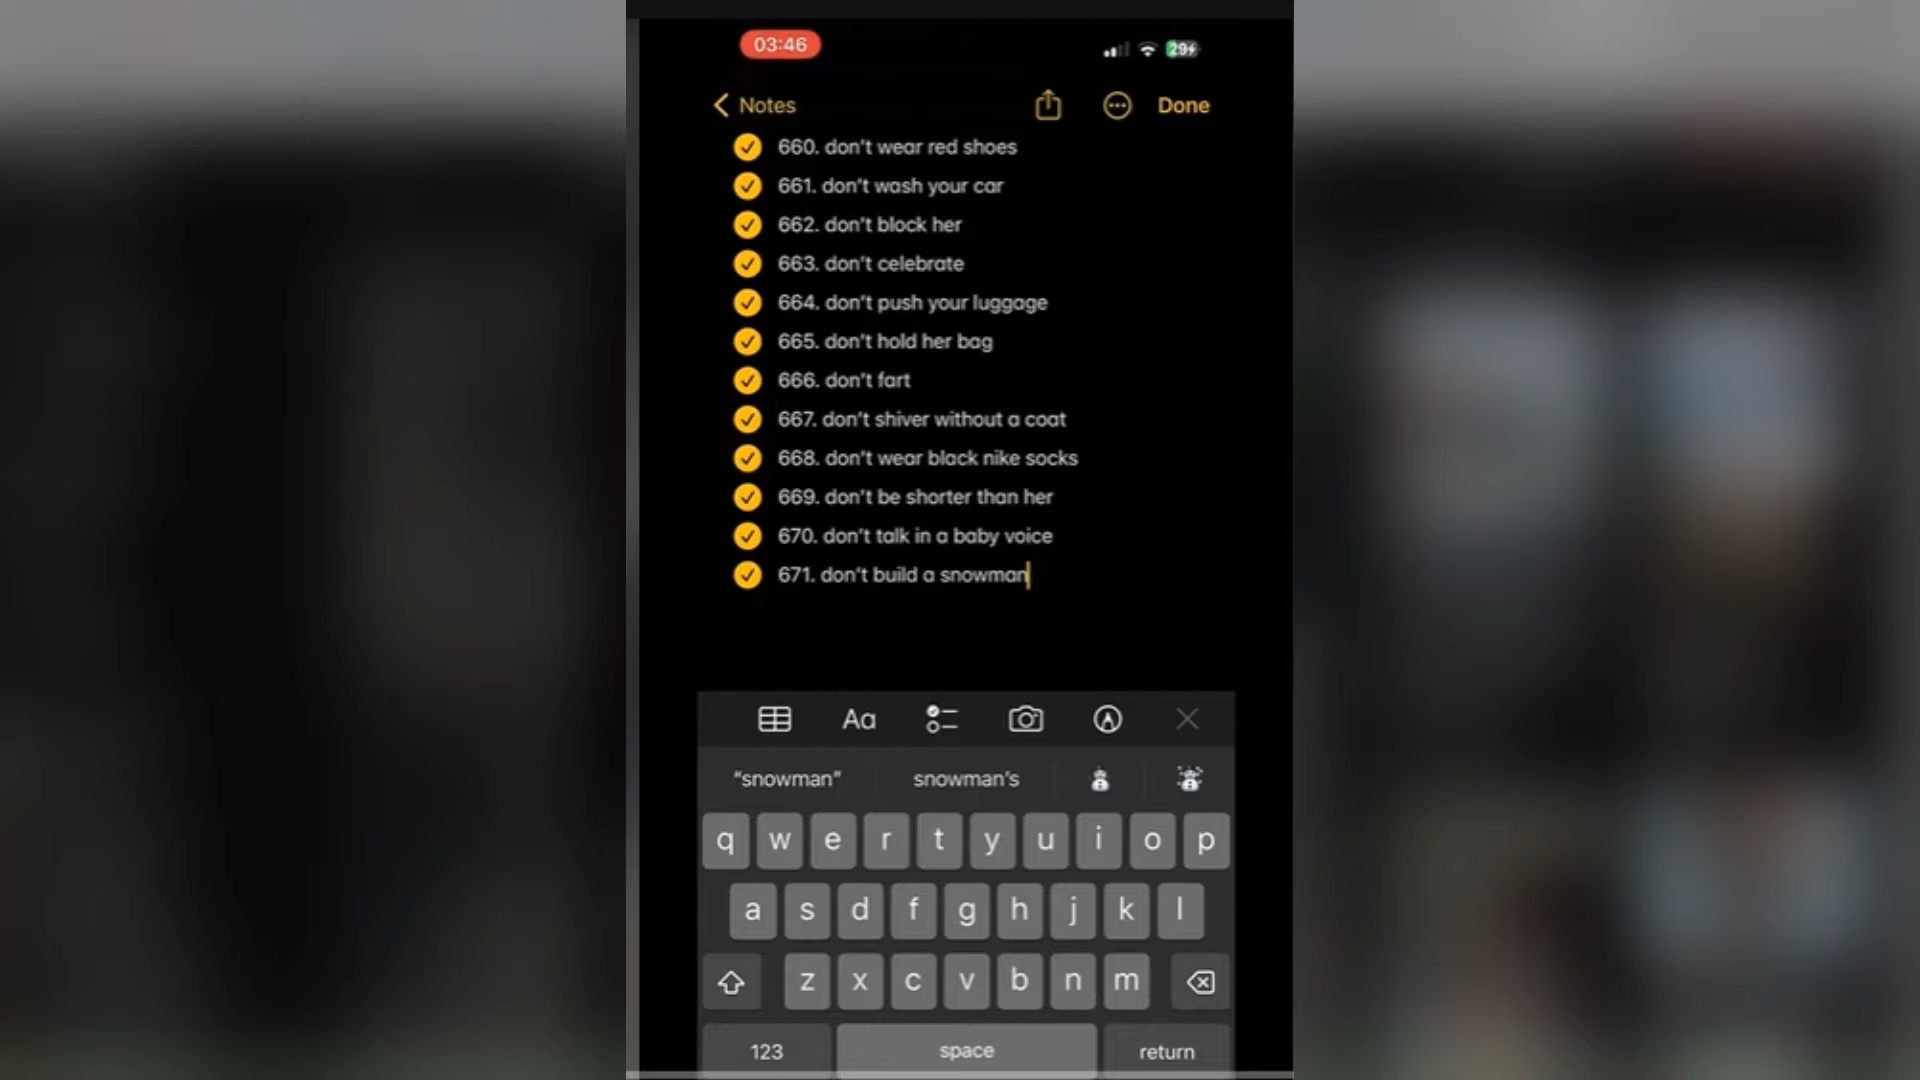 03:46
29
Notes
Done
660. don't wear red shoes
661. don't wash your car
662. don't block her
663. don't celebrate
664. don't push your luggage
665. don't hold her bag
666. don't fart
667. don't shiver without a coat
668. don't wear black nike socks
669. don't be shorter than her
670. don't talk in a baby voice
671. don't build a snowman
Aa
“snowman” snowman's
q w e r t y u i o p
a s d f g h j k l
z x c v b n m
123 space return